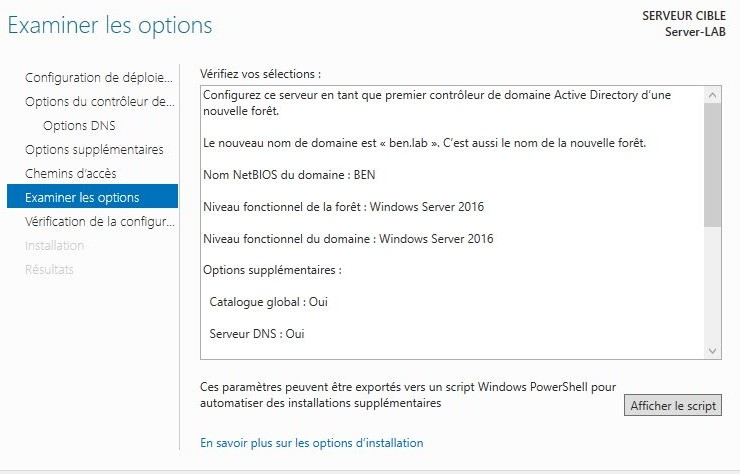 Examiner les options
SERVEUR CIBLE
Server-LAB
Configuration de déploie...
Options du contrôleur de...
Options DNS
Options supplémentaires
Chemins d'accès
Examiner les options
Vérification de la configur...
Installation
Résultats
Vérifiez vos sélections :
Configurez ce serveur en tant que premier contrôleur de domaine Active Directory d'une
nouvelle forêt.
Le nouveau nom de domaine est « ben.lab ». C'est aussi le nom de la nouvelle forêt.
Nom NetBIOS du domaine : BEN
Niveau fonctionnel de la forêt : Windows Server 2016
Niveau fonctionnel du domaine : Windows Server 2016
Options supplémentaires :
Catalogue global : Oui
Serveur DNS : Oui
Ces paramètres peuvent être exportés vers un script Windows PowerShell pour
automatiser des installations supplémentaires
Afficher le script
En savoir plus sur les options d'installation